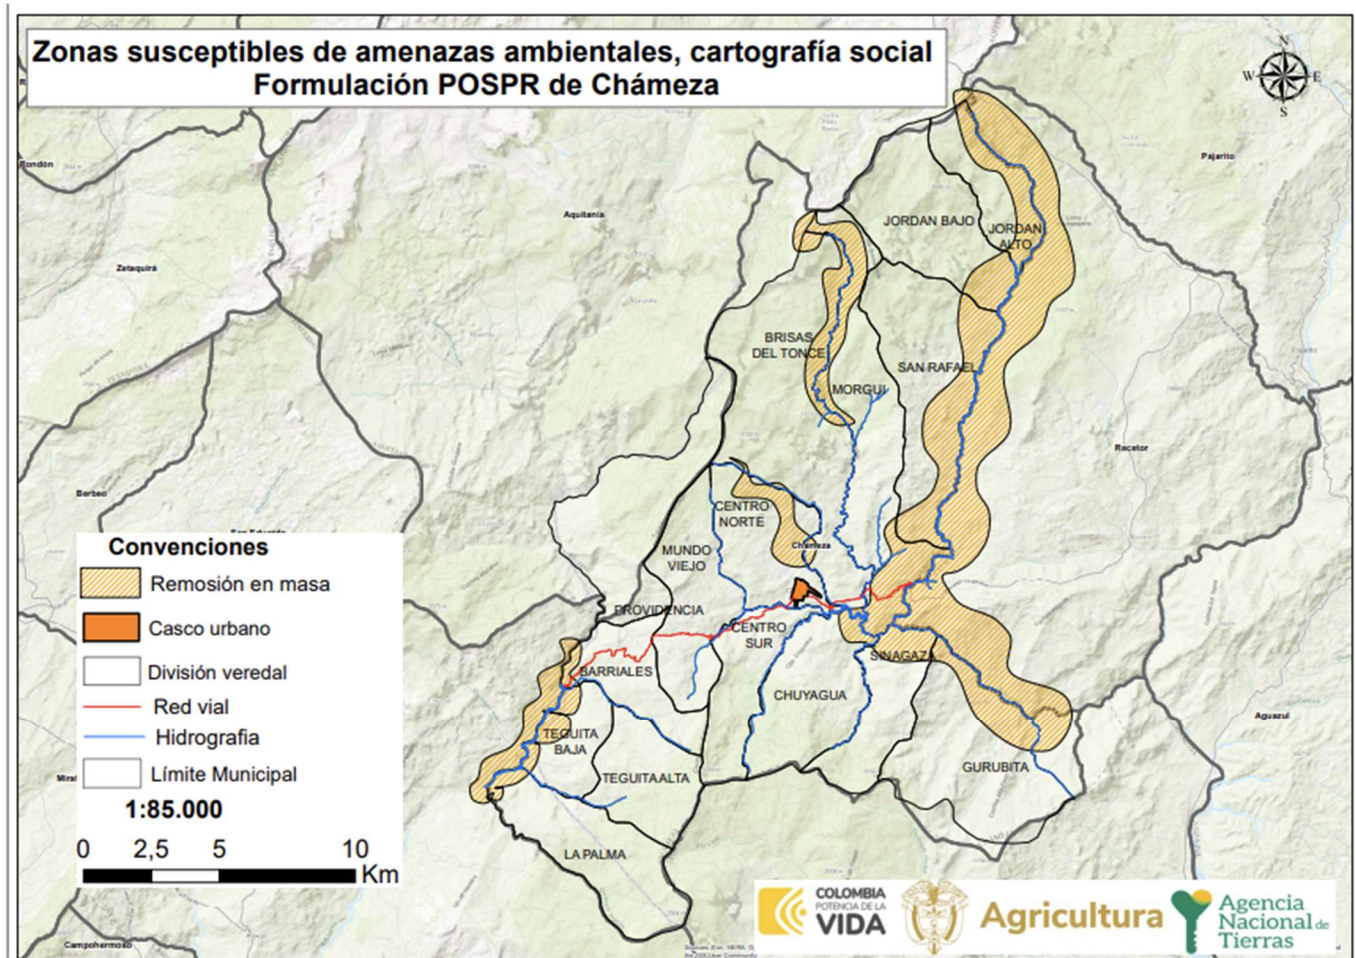 Zonas susceptibles de amenazas ambientales, cartografía social
Formulación POSPR de Chámeza
N
W
E
S
Rondón
Pajarito
Aquitania
Zetaquirá
JORDAN BAJO
JORDAN
ALTO
BRISAS
DEL TONCE
SAN RAFAEL
MORGUI
Recetor
Berbeo
CENTRO
NORTE
Chámeza
MUNDO
VIEJO
PROVIDENCIA
CENTRO
SUR
SINAGAZA
BARRIALES
CHUYAGUA
Aguazul
TEGUITA
BAJA
TEGUITA ALTA
GURUBITA
LA PALMA
Campohermoso
Convenciones
Remosión en masa
Casco urbano
División veredal
Red vial
Hidrografia
Límite Municipal
1:85.000
0 2,5 5 10
Km
COLOMBIA
POTENCIA DE LA
VIDA
Agricultura
Agencia
Nacional de
Tierras